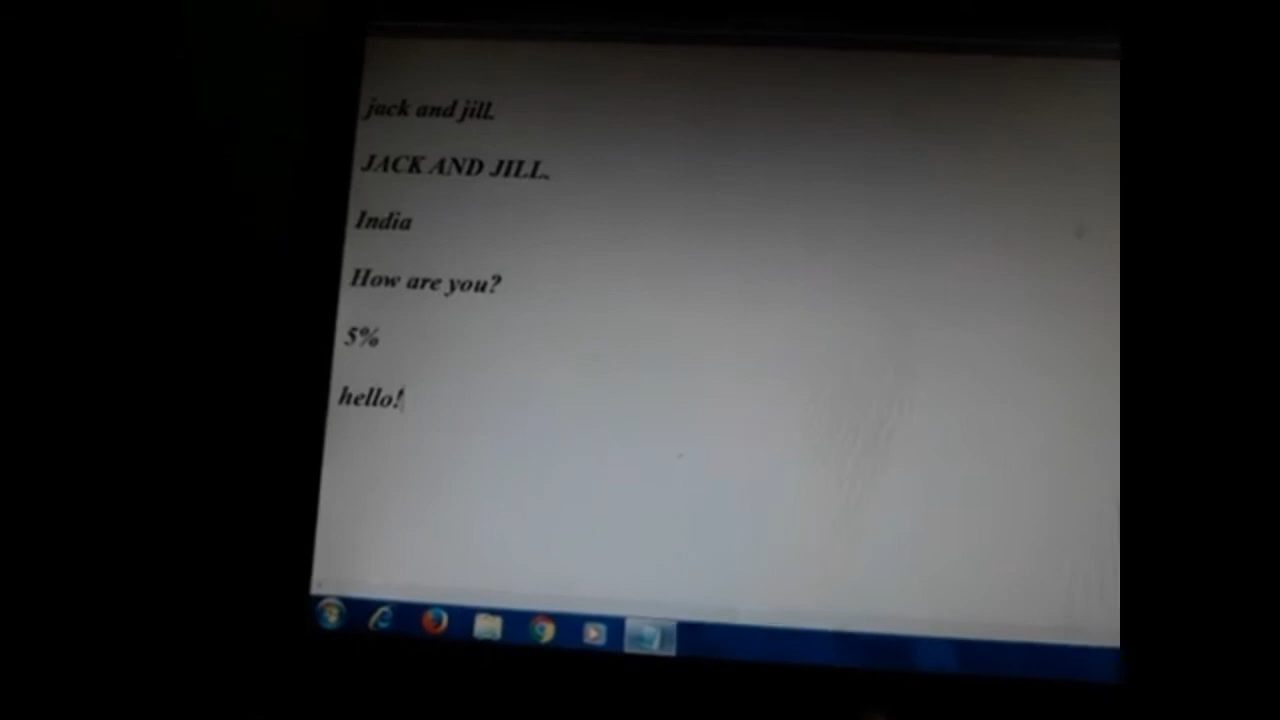 jack and jill.
JACK AND JILL.
India
How are you?
5%
hello!